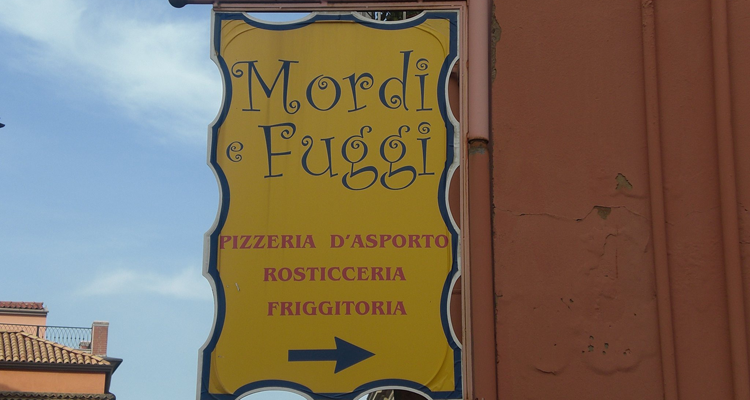 Mordi
e Fuggi
PIZZERIA D'ASPORTO
ROSTICCERIA
FRIGGITORIA